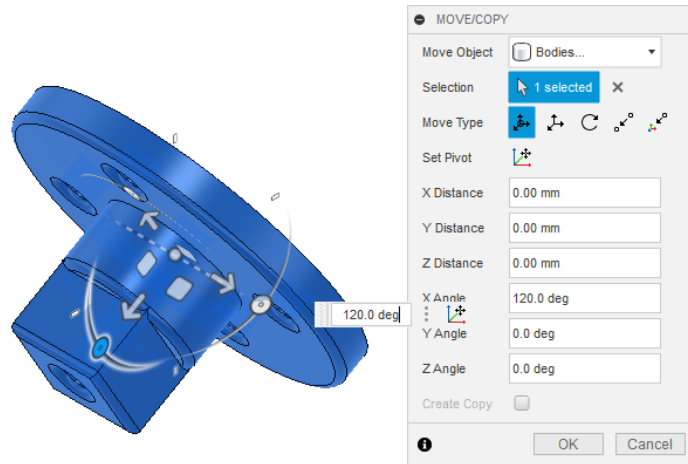 MOVE/COPY
Move Object Bodies...
Selection 1 selected
Move Type
Set Pivot
X Distance 0.00 mm
Y Distance 0.00 mm
Z Distance 0.00 mm
X Angle 120.0 deg
120.0 deg
Y Angle 0.0 deg
Z Angle 0.0 deg
Create Copy
OK Cancel